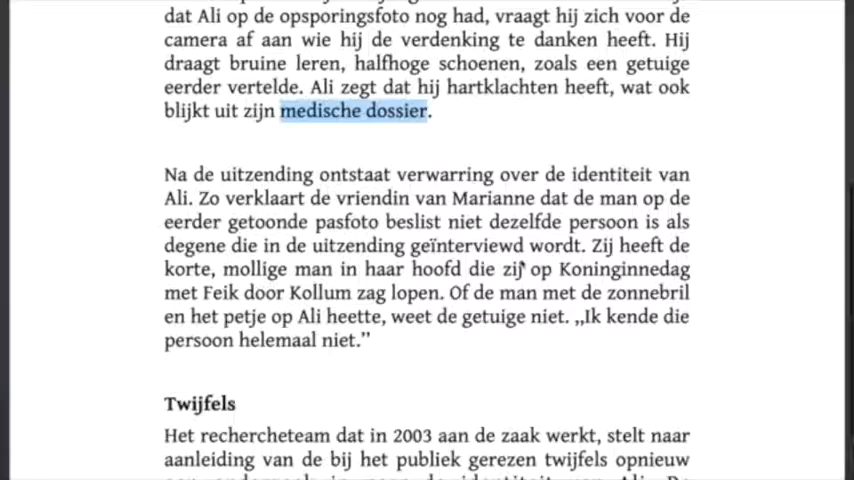 dat Ali op de opsporingsfoto nog had, vraagt hij zich voor de
camera af aan wie hij de verdenking te danken heeft. Hij
draagt bruine leren, halfhoge schoenen, zoals een getuige
eerder vertelde. Ali zegt dat hij hartklachten heeft, wat ook
blijkt uit zijn medische dossier.
Na de uitzending ontstaat verwarring over de identiteit van
Ali. Zo verklaart de vriendin van Marianne dat de man op de
eerder getoonde pasfoto beslist niet dezelfde persoon is als
degene die in de uitzending geïnterviewd wordt. Zij heeft de
korte, mollige man in haar hoofd die zij op Koninginnedag
met Feik door Kollum zag lopen. Of de man met de zonnebril
en het petje op Ali heette, weet de getuige niet. „Ik kende die
persoon helemaal niet.”
Twijfels
Het rechercheteam dat in 2003 aan de zaak werkt, stelt naar
aanleiding van de bij het publiek gerezen twijfels opnieuw